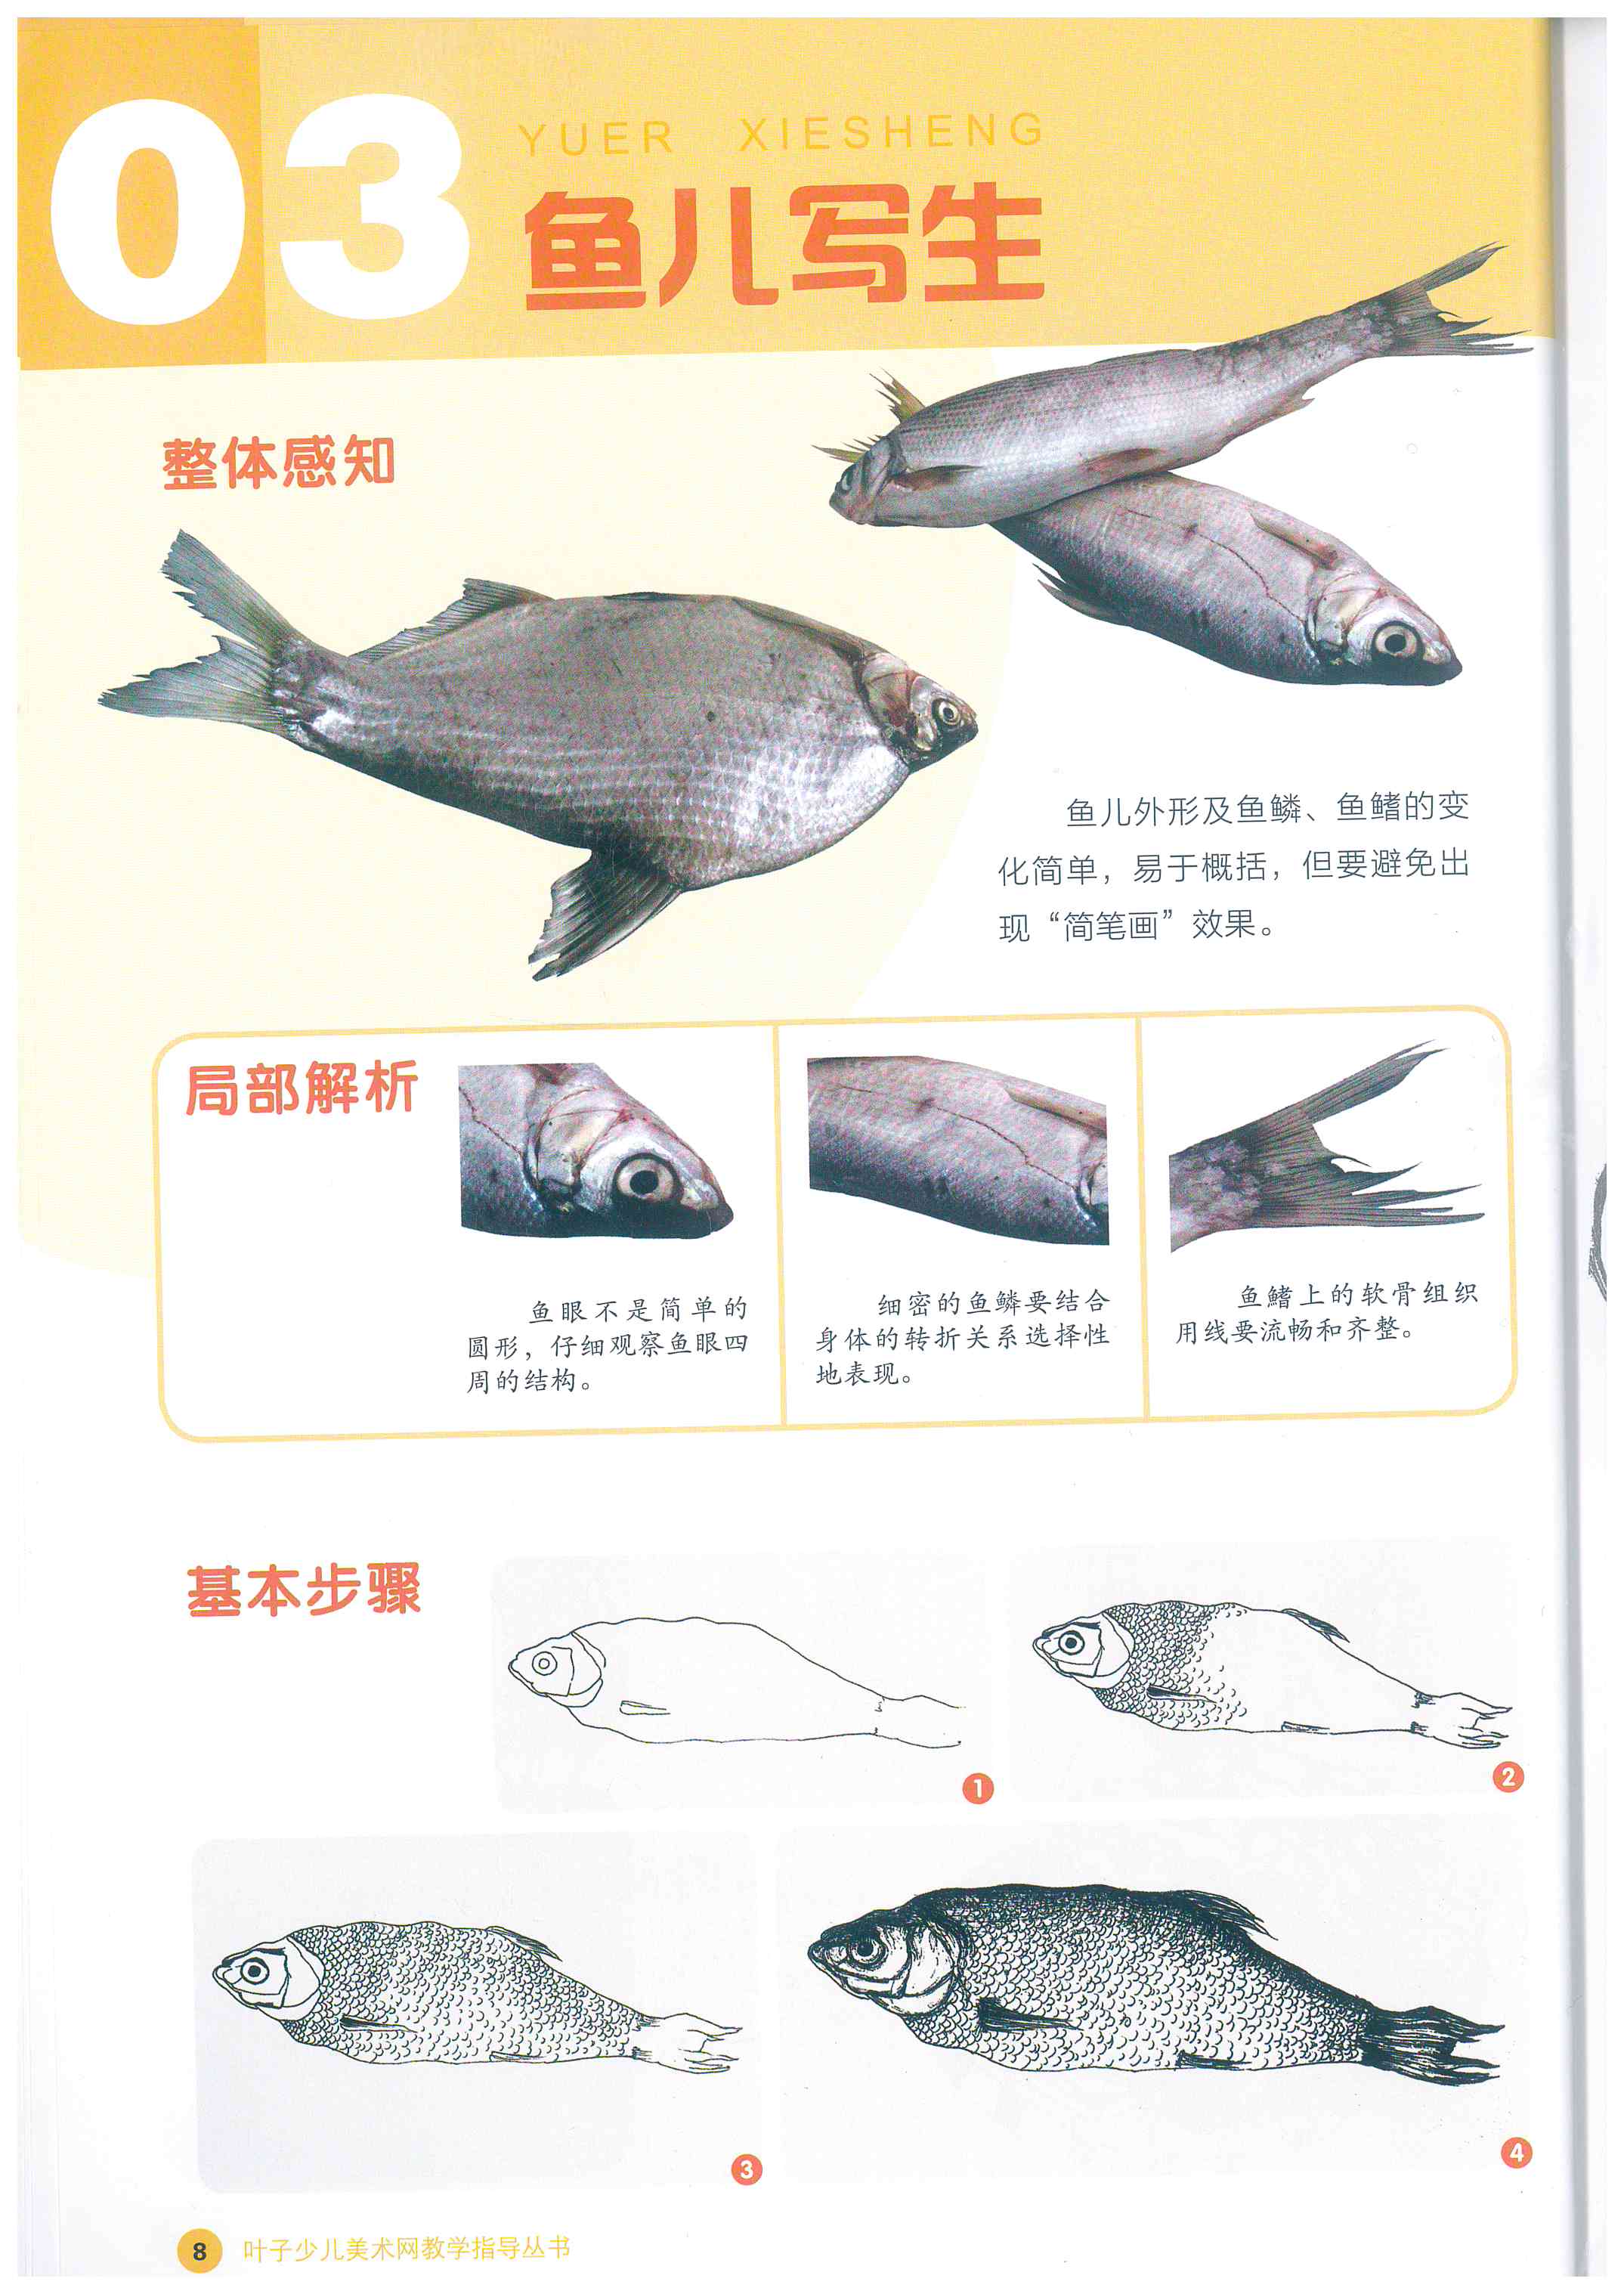 03
YUER XIESHENG
鱼儿写生
整体感知
鱼儿外形及鱼鳞、鱼鳍的变
化简单，易于概括，但要避免出
现“简笔画”效果。
局部解析
鱼眼不是简单的
圆形，仔细观察鱼眼四
周的结构。
细密的鱼鳞要结合
身体的转折关系选择性
地表现。
鱼鳍上的软骨组织
用线要流畅和齐整。
基本步骤
1
2
3
4
8 叶子少儿美术网教学指导丛书